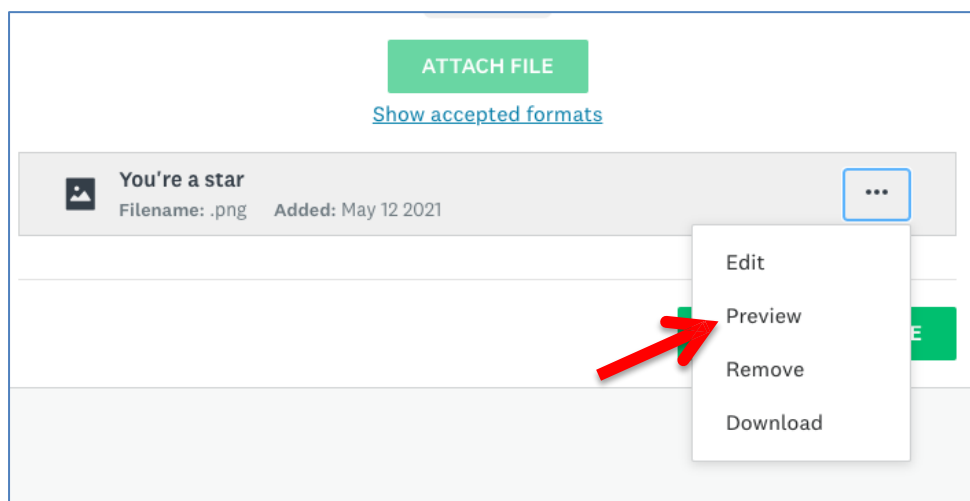 ATTACH FILE
Show accepted formats
You're a star
Filename: .png Added: May 12 2021
•••
Edit
Preview
E
Remove
Download